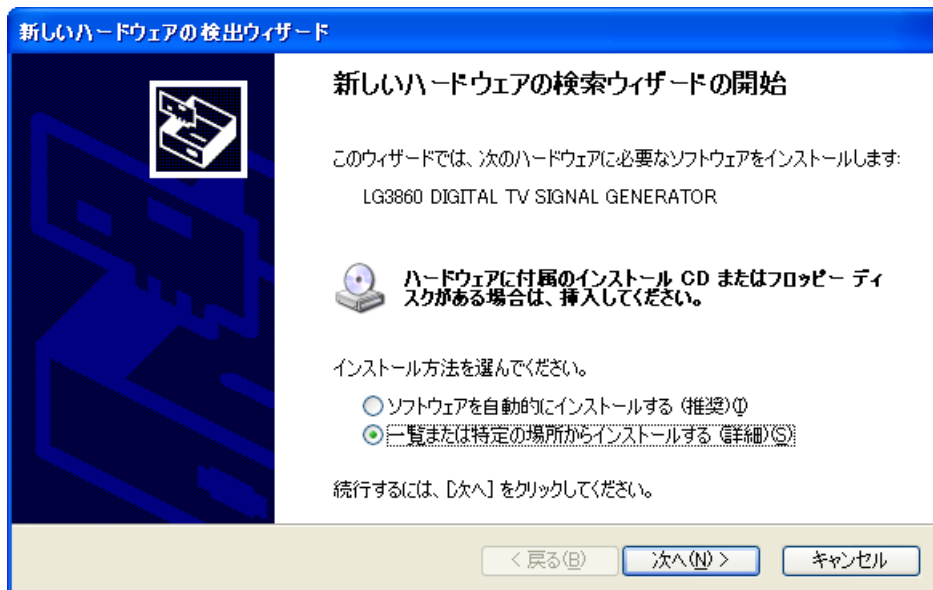 新しいハードウェアの検出ウィザード
新しいハードウェアの検索ウィザードの開始
このウィザードでは、次のハードウェアに必要なソフトウェアをインストールします:
LG3860 DIGITAL TV SIGNAL GENERATOR
ハードウェアに付属のインストール CD またはフロッピー ディ
スクがある場合は、挿入してください。
インストール方法を選んでください。
ソフトウェアを自動的にインストールする (推奨)(I)
一覧または特定の場所からインストールする (詳細)(S)
続行するには、[次へ] をクリックしてください。
< 戻る(B)
次へ(N) >
キャンセル